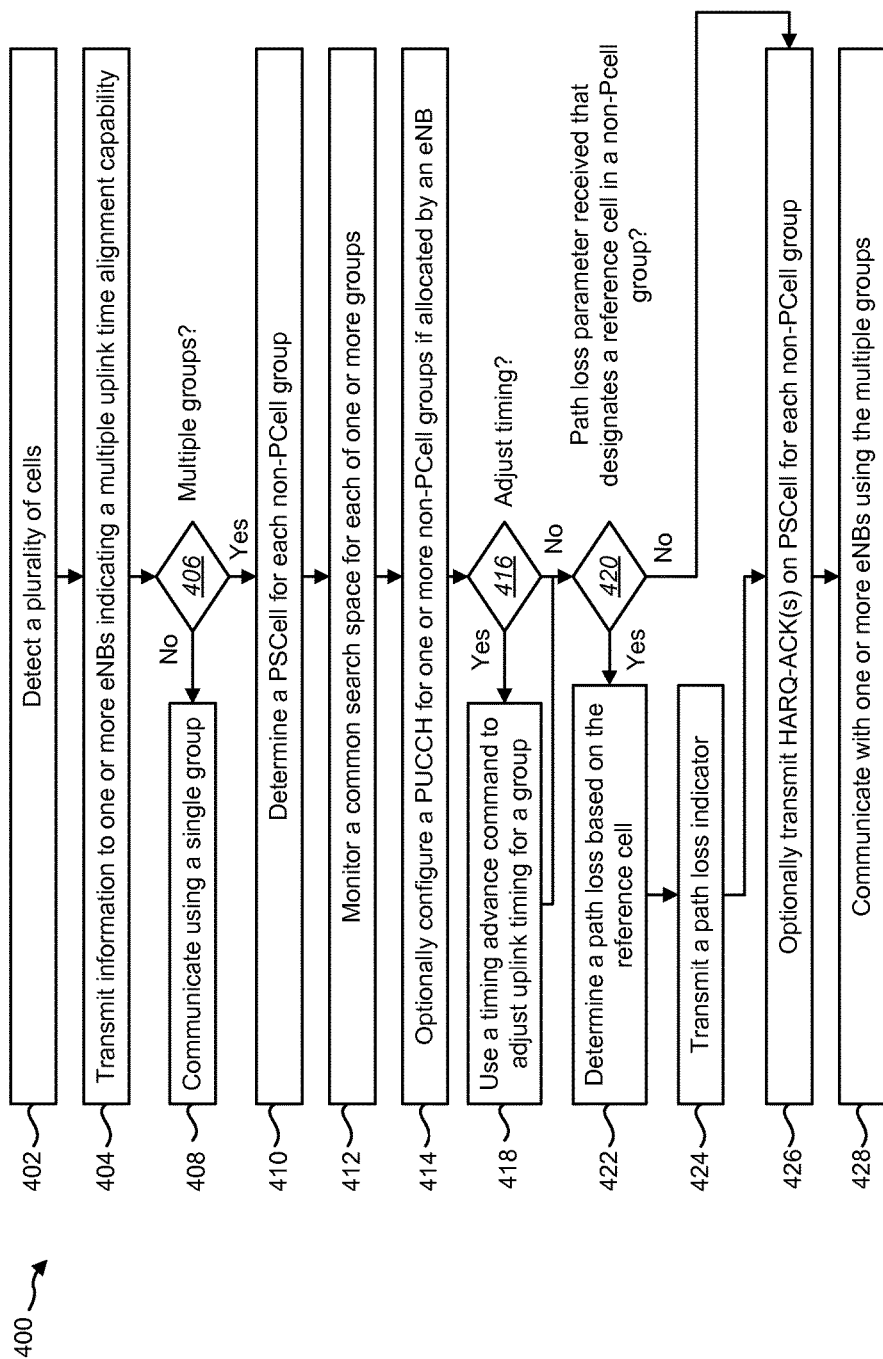 400
402
Detect a plurality of cells
404
Transmit information to one or more eNBs indicating a multiple uplink time alignment capability
406
Multiple groups?
No
Yes
408
Communicate using a single group
410
Determine a PSCell for each non-PCell group
412
Monitor a common search space for each of one or more groups
414
Optionally configure a PUCCH for one or more non-PCell groups if allocated by an eNB
416
Adjust timing?
Yes
No
418
Use a timing advance command to
adjust uplink timing for a group
420
Path loss parameter received that
designates a reference cell in a non-Pcell
group?
Yes
No
422
Determine a path loss based on the
reference cell
424
Transmit a path loss indicator
426
Optionally transmit HARQ-ACK(s) on PSCell for each non-PCell group
428
Communicate with one or more eNBs using the multiple groups